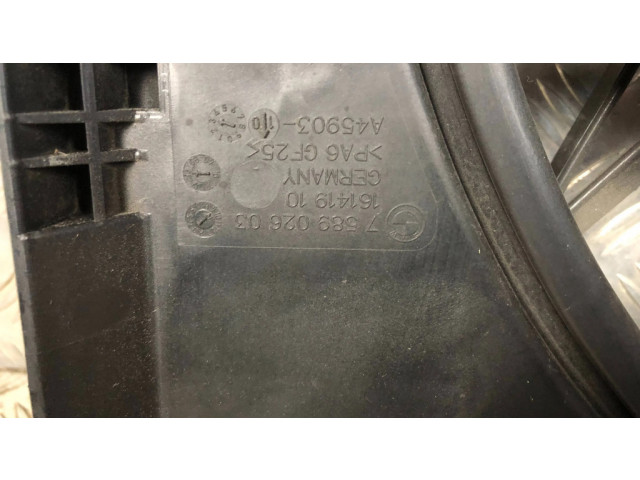 7 589 026 03
161419 10
GERMANY
>PA6 GF25<
A45903-